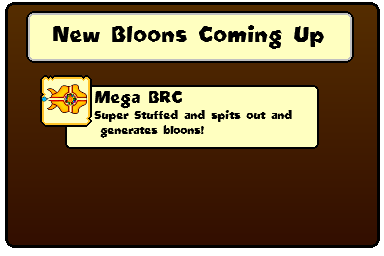 New Bloons Coming Up
Mega BRC
Super Stuffed and spits out and
generates bloons!